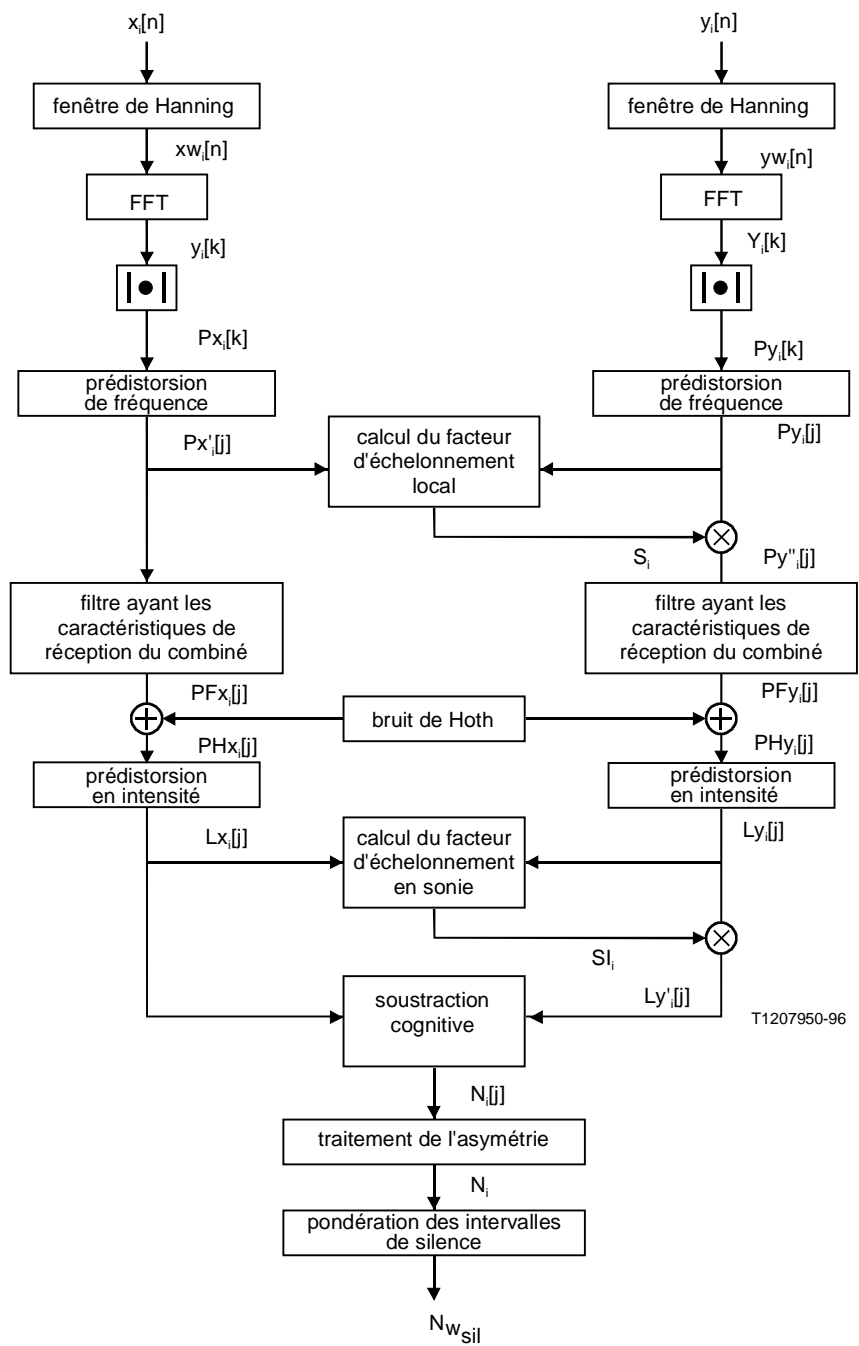 xᵢ[n]
yᵢ[n]
fenêtre de Hanning
fenêtre de Hanning
xwᵢ[n]
ywᵢ[n]
FFT
FFT
yᵢ[k]
Yᵢ[k]
Pxᵢ[k]
Pyᵢ[k]
prédistorsion
de fréquence
prédistorsion
de fréquence
Px'ᵢ[j]
calcul du facteur
d'échelonnement
local
Pyᵢ[j]
Sᵢ
Py"ᵢ[j]
filtre ayant les
caractéristiques de
réception du combiné
filtre ayant les
caractéristiques de
réception du combiné
PFxᵢ[j]
PFyᵢ[j]
bruit de Hoth
PHxᵢ[j]
PHyᵢ[j]
prédistorsion
en intensité
prédistorsion
en intensité
Lxᵢ[j]
calcul du facteur
d'échelonnement
en sonie
Lyᵢ[j]
Slᵢ
soustraction
cognitive
Ly'ᵢ[j]
T1207950-96
Nᵢ[j]
traitement de l'asymétrie
Nᵢ
pondération des intervalles
de silence
Nw_sil